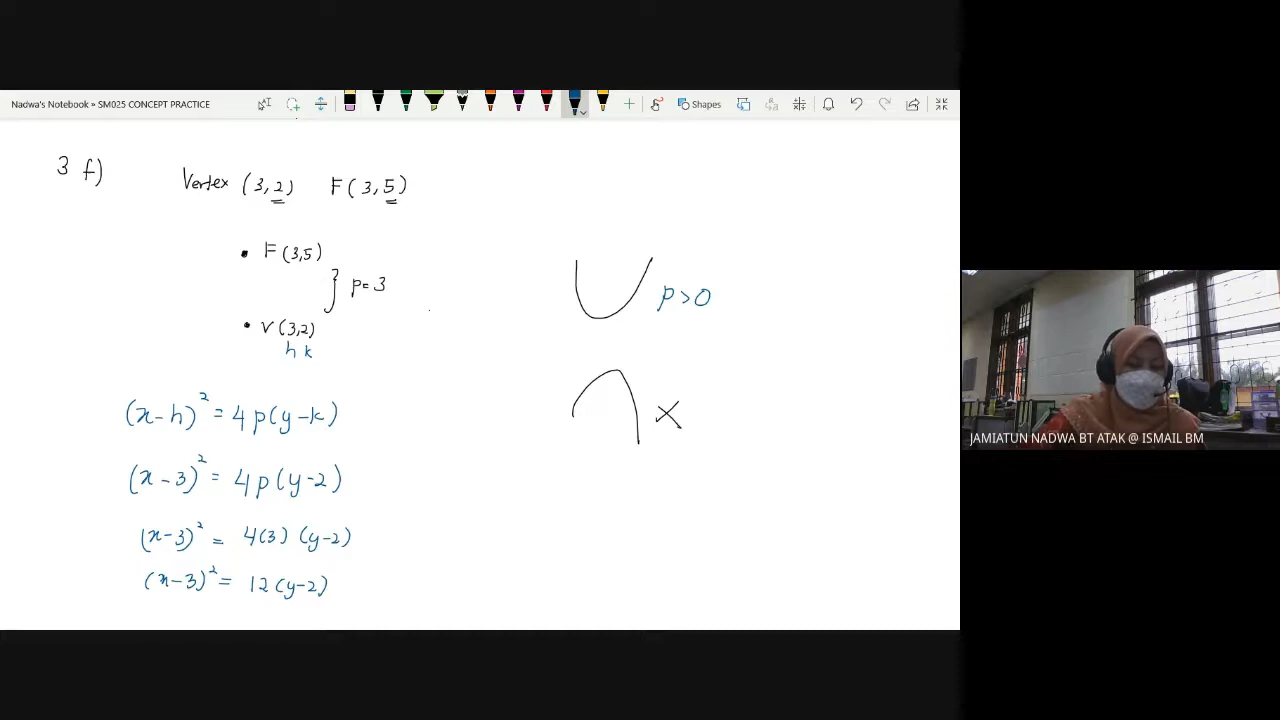 Nadwa's Notebook » SM025 CONCEPT PRACTICE
Shapes
3 f)
Vertex (3,2) F(3,5)
F(3,5)
} p=3
V(3,2)
h k
p>0
(x-h)² = 4p(y-k)
(x-3)² = 4p(y-2)
(x-3)² = 4(3)(y-2)
(x-3)² = 12(y-2)
JAMIATUN NADWA BT ATAK @ ISMAIL BM